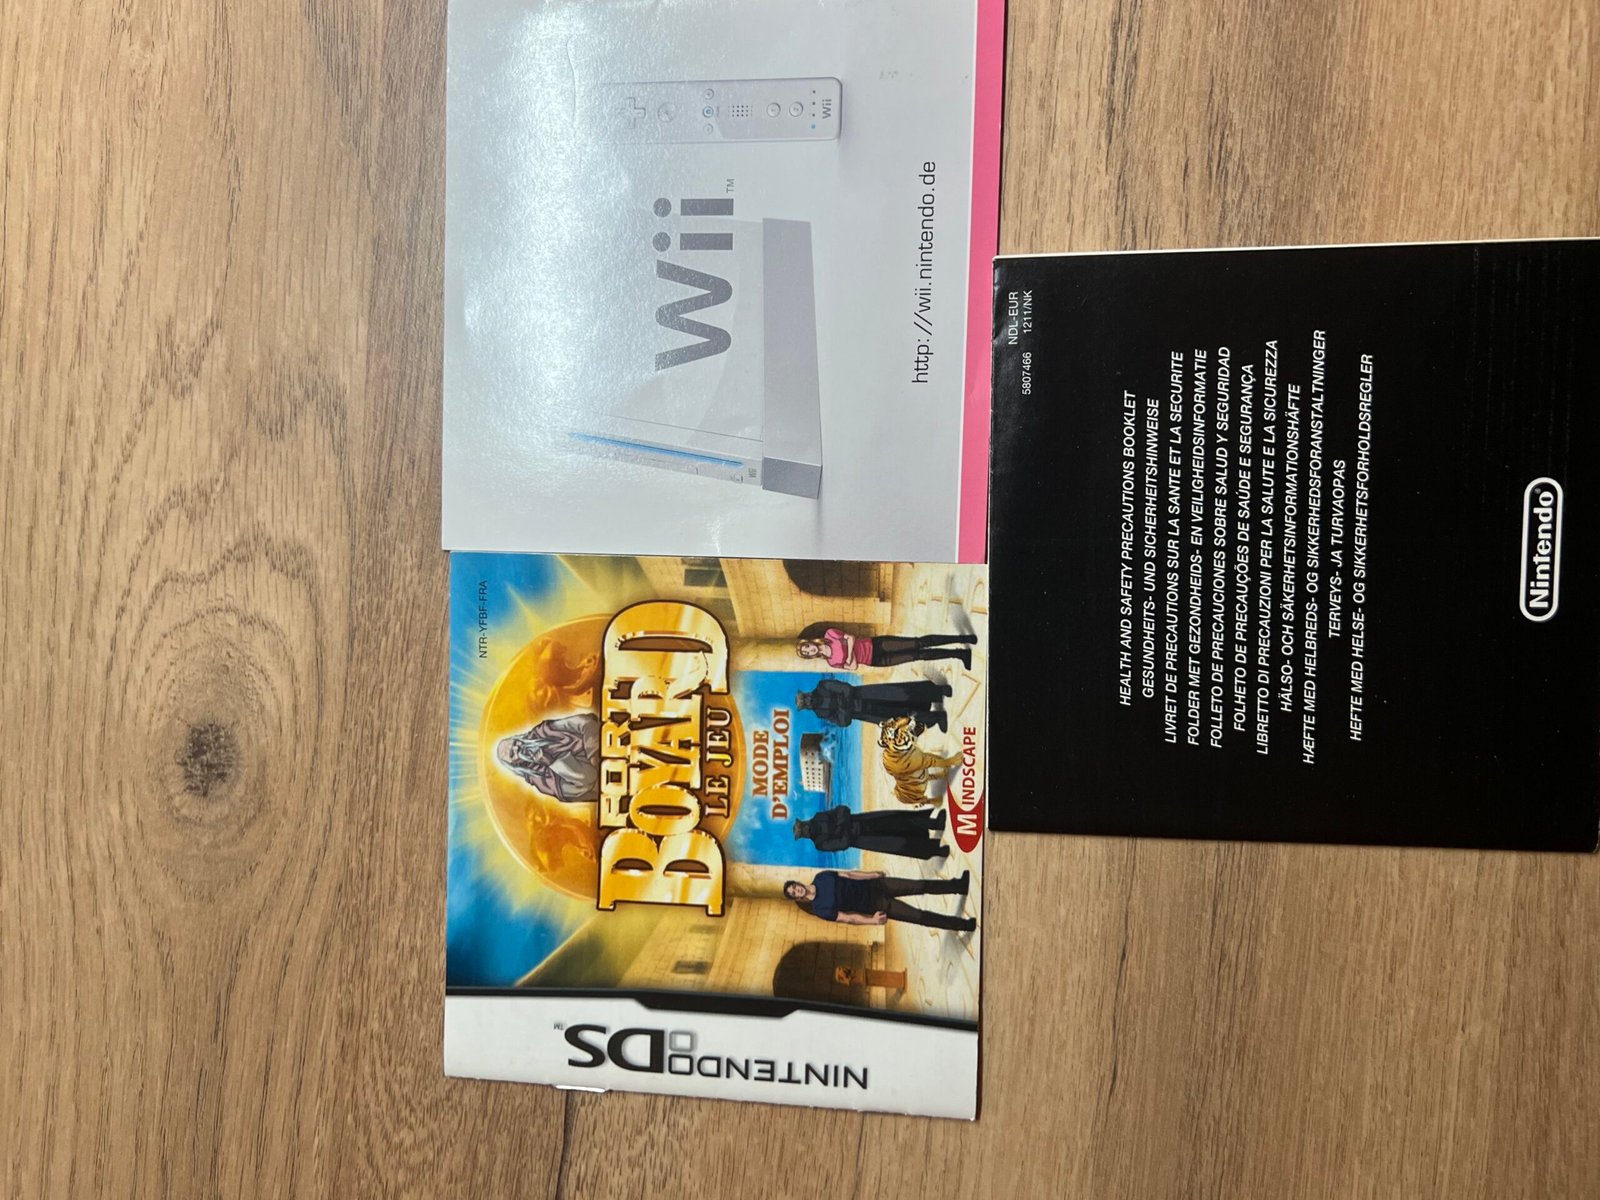 NINTENDO DS™
NTR-YFBF-FRA
FORT
BOYARD
LE JEU
MODE
D'EMPLOI
MINDSCAPE
Wii™
Wii
http://wii.nintendo.de
NDL-EUR
5807466 1211/NK
HEALTH AND SAFETY PRECAUTIONS BOOKLET
GESUNDHEITS- UND SICHERHEITSHINWEISE
LIVRET DE PRECAUTIONS SUR LA SANTE ET LA SECURITE
FOLDER MET GEZONDHEIDS- EN VEILIGHEIDSINFORMATIE
FOLLETO DE PRECAUCIONES SOBRE SALUD Y SEGURIDAD
FOLHETO DE PRECAUÇÕES DE SAÚDE E SEGURANÇA
LIBRETTO DI PRECAUZIONI PER LA SALUTE E LA SICUREZZA
HÄLSO- OCH SÄKERHETSINFORMATIONSHÄFTE
HÆFTE MED HELBREDS- OG SIKKERHEDSFORANSTALTNINGER
TERVEYS- JA TURVAOPAS
HEFTE MED HELSE- OG SIKKERHETSFORHOLDSREGLER
Nintendo®